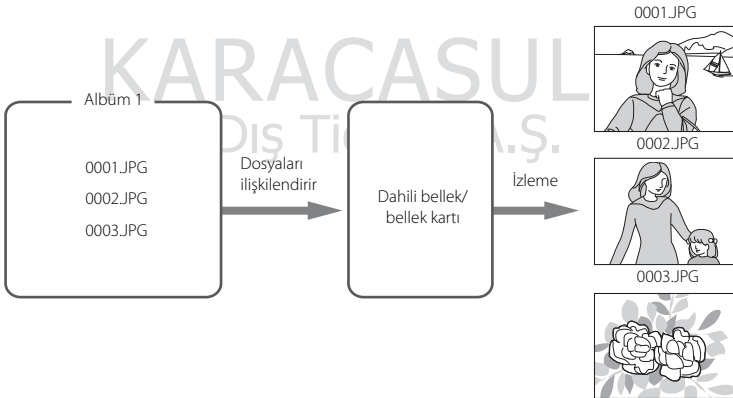 KARACASUL
Dış Ti A.Ş.
Albüm 1
0001.JPG
0002.JPG
0003.JPG
Dosyaları
ilişkilendirir
Dahili bellek/
bellek kartı
İzleme
0001.JPG
0002.JPG
0003.JPG